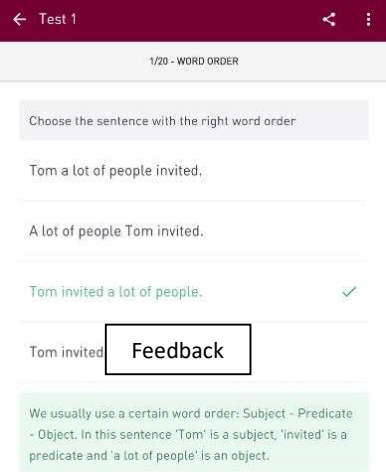 Test 1
1/20 - WORD ORDER
Choose the sentence with the right word order
Tom a lot of people invited.
A lot of people Tom invited.
Tom invited a lot of people.
Tom invited
Feedback
We usually use a certain word order: Subject - Predicate
- Object. In this sentence 'Tom' is a subject, 'invited' is a
predicate and 'a lot of people' is an object.